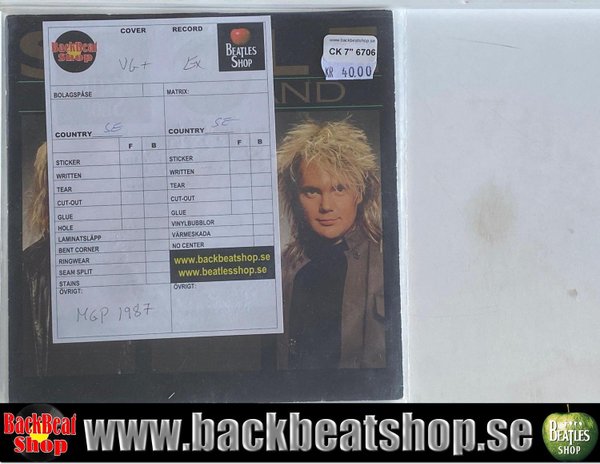 BackBeat
Shop
COVER
RECORD
BEATLES
SHOP
VG+
Ex
BOLAGSPÅSE
MATRIX:
COUNTRY SE
COUNTRY SE
F B
F B
STICKER
STICKER
WRITTEN
WRITTEN
TEAR
TEAR
CUT-OUT
CUT-OUT
GLUE
GLUE
HOLE
VINYLBUBBLOR
LAMINATSLÄPP
VÄRMESKADA
BENT CORNER
NO CENTER
RINGWEAR
SEAN SPLIT
STAINS
ÖVRIGT:
ÖVRIGT:
www.backbeatshop.se
www.beatlesshop.se
MGP 1987
www.backbeatshop.se
CK 7" 6706
KR 40.00
AND
BackBeat
Shop
www.backbeatshop.se
BEATLES
SHOP